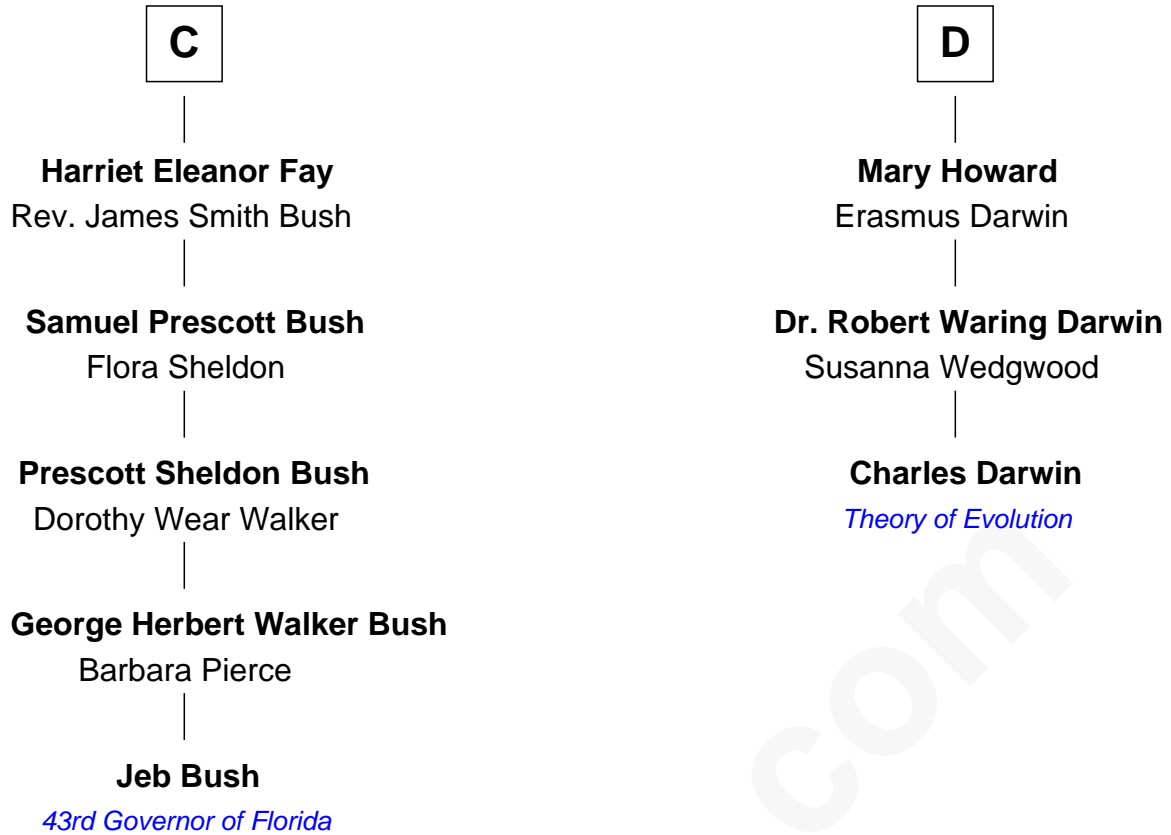 C
Harriet Eleanor Fay
Rev. James Smith Bush
Samuel Prescott Bush
Flora Sheldon
Prescott Sheldon Bush
Dorothy Wear Walker
George Herbert Walker Bush
Barbara Pierce
Jeb Bush
43rd Governor of Florida
D
Mary Howard
Erasmus Darwin
Dr. Robert Waring Darwin
Susanna Wedgwood
Charles Darwin
Theory of Evolution
com